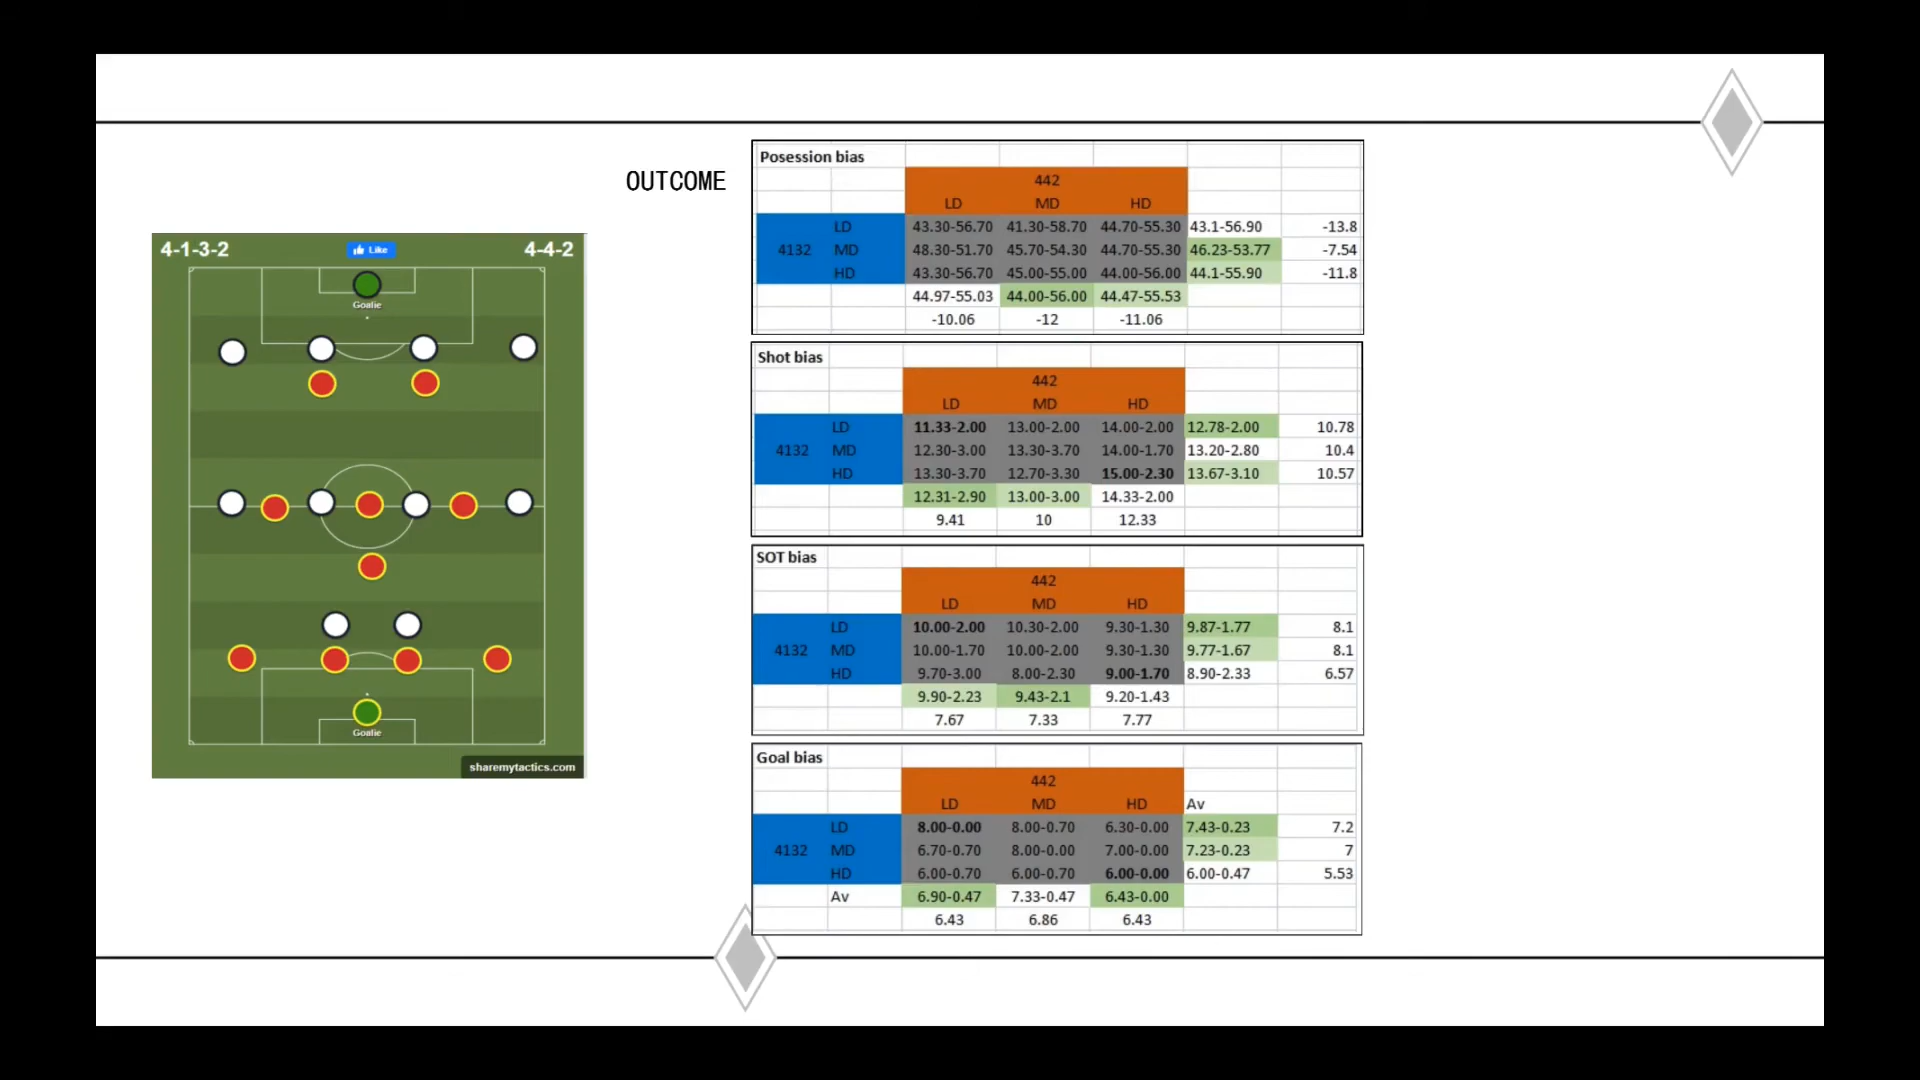 OUTCOME
4-1-3-2 Like 4-4-2
Goalie
Goalie
sharemytactics.com
Posession bias
442
LD MD HD
LD 43.30-56.70 41.30-58.70 44.70-55.30 43.1-56.90 -13.8
4132 MD 48.30-51.70 45.70-54.30 44.70-55.30 46.23-53.77 -7.54
HD 43.30-56.70 45.00-55.00 44.00-56.00 44.1-55.90 -11.8
44.97-55.03 44.00-56.00 44.47-55.53
-10.06 -12 -11.06
Shot bias
442
LD MD HD
LD 11.33-2.00 13.00-2.00 14.00-2.00 12.78-2.00 10.78
4132 MD 12.30-3.00 13.30-3.70 14.00-1.70 13.20-2.80 10.4
HD 13.30-3.70 12.70-3.30 15.00-2.30 13.67-3.10 10.57
12.31-2.90 13.00-3.00 14.33-2.00
9.41 10 12.33
SOT bias
442
LD MD HD
LD 10.00-2.00 10.30-2.00 9.30-1.30 9.87-1.77 8.1
4132 MD 10.00-1.70 10.00-2.00 9.30-1.30 9.77-1.67 8.1
HD 9.70-3.00 8.00-2.30 9.00-1.70 8.90-2.33 6.57
9.90-2.23 9.43-2.1 9.20-1.43
7.67 7.33 7.77
Goal bias
442
LD MD HD Av
LD 8.00-0.00 8.00-0.70 6.30-0.00 7.43-0.23 7.2
4132 MD 6.70-0.70 8.00-0.00 7.00-0.00 7.23-0.23 7
HD 6.00-0.70 6.00-0.70 6.00-0.00 6.00-0.47 5.53
Av 6.90-0.47 7.33-0.47 6.43-0.00
6.43 6.86 6.43